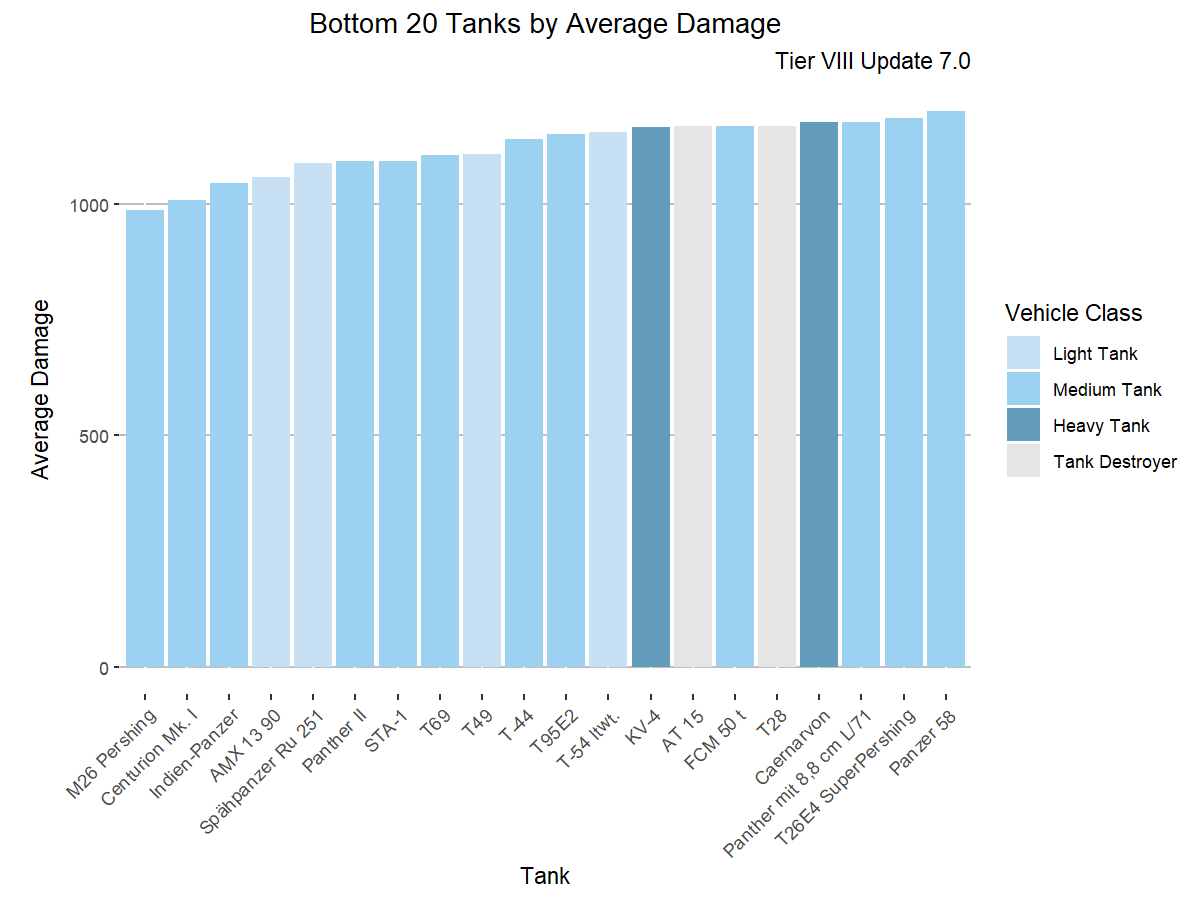 Bottom 20 Tanks by Average Damage
Tier VIII Update 7.0
Average Damage
1000
500
0
M26 Pershing
Centurion Mk. I
Indien-Panzer
AMX 13 90
Spähpanzer Ru 251
Panther II
STA-1
T69
T49
T-44
T95E2
T-54 ltwt.
KV-4
AT 15
FCM 50 t
T28
Caernarvon
Panther mit 8,8 cm L/71
T26E4 SuperPershing
Panzer 58
Tank
Vehicle Class
Light Tank
Medium Tank
Heavy Tank
Tank Destroyer